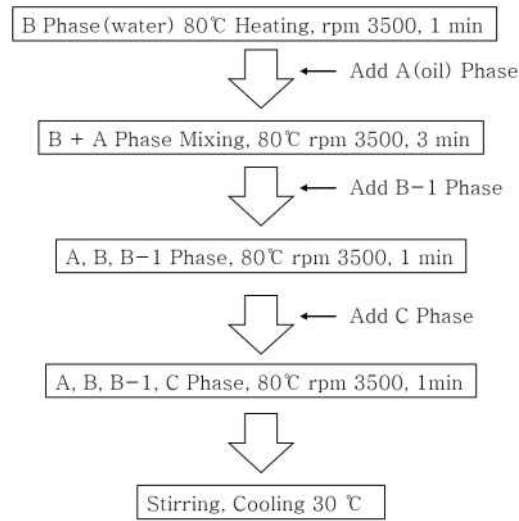 B Phase(water) 80℃ Heating, rpm 3500, 1 min
Add A(oil) Phase
B + A Phase Mixing, 80℃ rpm 3500, 3 min
Add B-1 Phase
A, B, B-1 Phase, 80℃ rpm 3500, 1 min
Add C Phase
A, B, B-1, C Phase, 80℃ rpm 3500, 1min
Stirring, Cooling 30 ℃